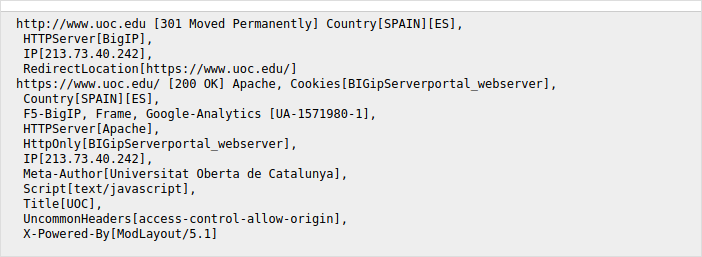 http://www.uoc.edu [301 Moved Permanently] Country[SPAIN][ES],
HTTPServer[BigIP],
IP[213.73.40.242],
RedirectLocation[https://www.uoc.edu/]
https://www.uoc.edu/ [200 OK] Apache, Cookies[BIGipServerportal_webserver],
Country[SPAIN][ES],
F5-BigIP, Frame, Google-Analytics [UA-1571980-1],
HTTPServer[Apache],
HttpOnly[BIGipServerportal_webserver],
IP[213.73.40.242],
Meta-Author[Universitat Oberta de Catalunya],
Script[text/javascript],
Title[UOC],
UncommonHeaders[access-control-allow-origin],
X-Powered-By[ModLayout/5.1]